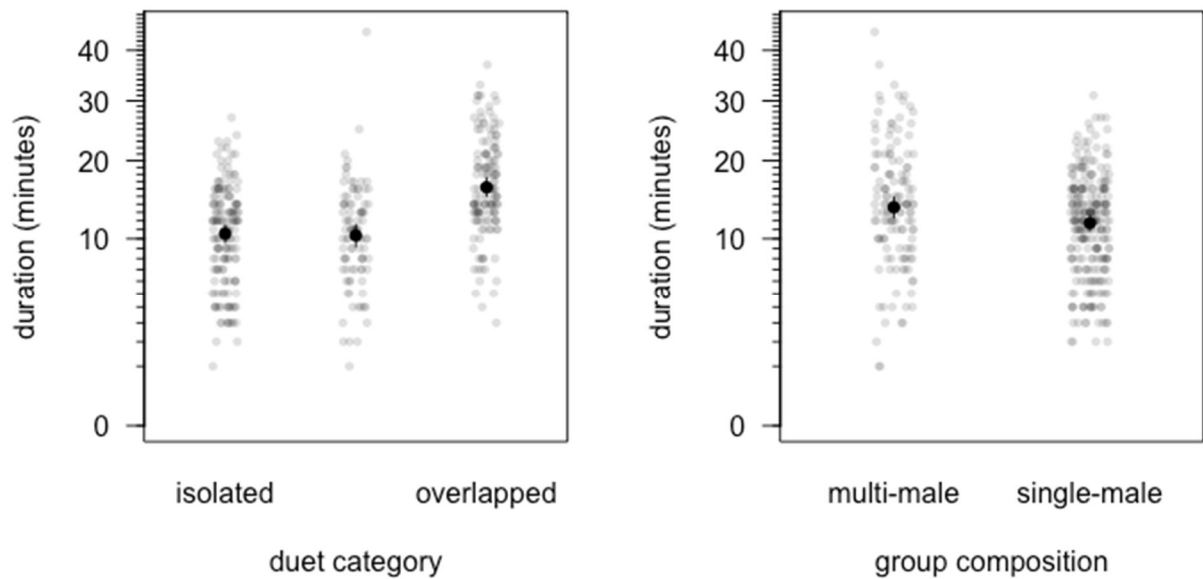 40
30
20
10
0
duration (minutes)
isolated
overlapped
duet category
40
30
20
10
0
duration (minutes)
multi-male
single-male
group composition